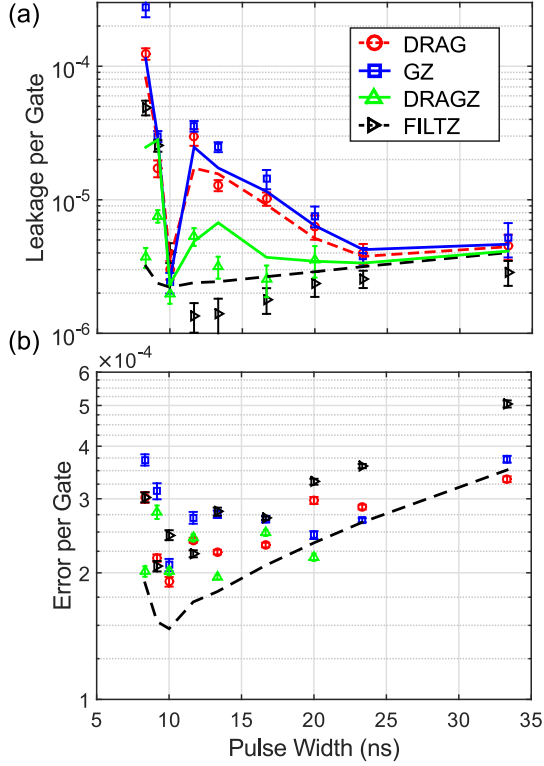 (a)
10⁻⁴
10⁻⁵
10⁻⁶
Leakage per Gate
DRAG
GZ
DRAGZ
FILTZ
(b)
×10⁻⁴
6
5
4
3
2
1
Error per Gate
5 10 15 20 25 30 35
Pulse Width (ns)